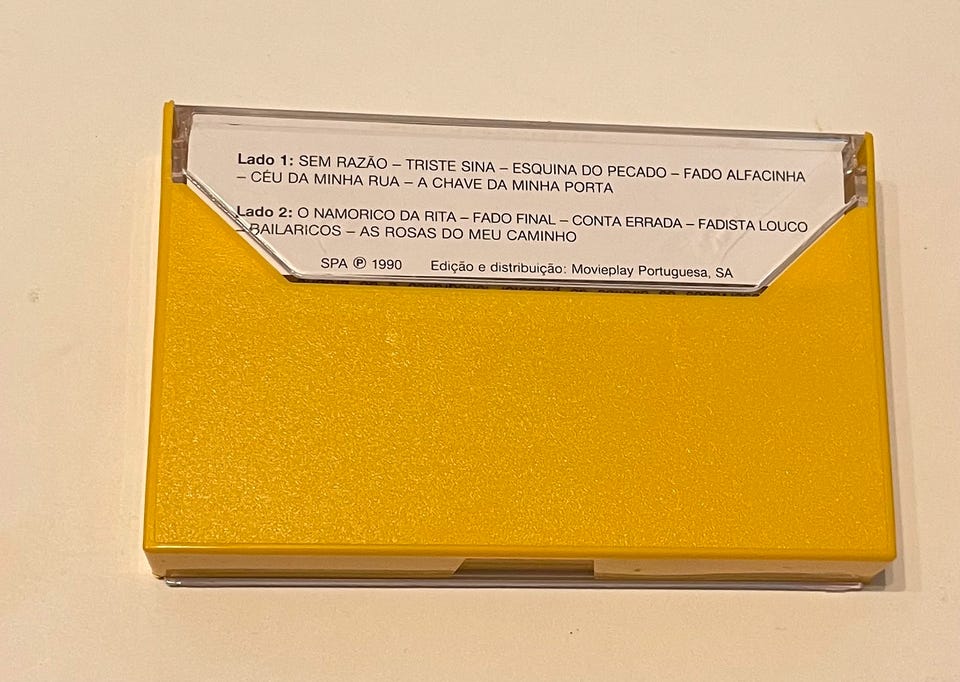 Lado 1: SEM RAZÃO – TRISTE SINA – ESQUINA DO PECADO – FADO ALFACINHA
– CÉU DA MINHA RUA – A CHAVE DA MINHA PORTA
Lado 2: O NAMORICO DA RITA – FADO FINAL – CONTA ERRADA – FADISTA LOUCO
– BAILARICOS – AS ROSAS DO MEU CAMINHO
SPA ℗ 1990 Edição e distribuição: Movieplay Portuguesa, SA